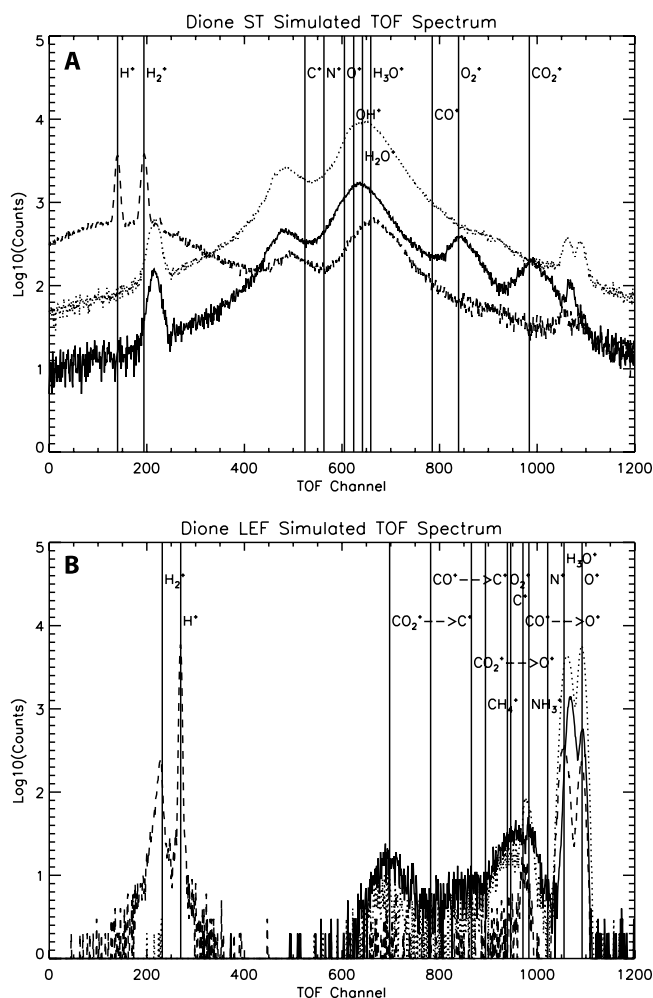 Dione ST Simulated TOF Spectrum
5
A
H⁺ H₂⁺ C⁺ N⁺ O⁺ H₃O⁺ O₂⁺ CO₂⁺
4
OH⁺ CO⁺
H₂O⁺
3
Log10(Counts)
2
1
0
0 200 400 600 800 1000 1200
TOF Channel
Dione LEF Simulated TOF Spectrum
5
B
H₃O⁺
H₂⁺ CO⁺-->C⁺ O₂⁺ N⁺ O⁺
C⁺
4
H⁺ CO₂⁺-->C⁺ CO⁺-->O⁺
CO₂⁺-->O⁺
3
CH₄⁺ NH₃⁺
Log10(Counts)
2
1
0
0 200 400 600 800 1000 1200
TOF Channel